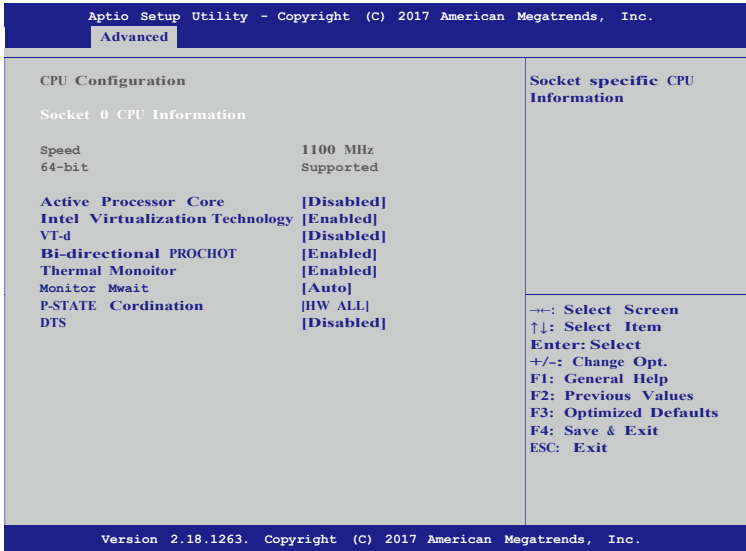 Aptio Setup Utility - Copyright (C) 2017 American Megatrends, Inc.
Advanced
CPU Configuration
Socket 0 CPU Information
Speed 1100 MHz
64-bit Supported
Active Processor Core [Disabled]
Intel Virtualization Technology [Enabled]
VT-d [Disabled]
Bi-directional PROCHOT [Enabled]
Thermal Monoitor [Enabled]
Monitor Mwait [Auto]
P-STATE Cordination [HW ALL]
DTS [Disabled]
Socket specific CPU
Information
→←: Select Screen
↑↓: Select Item
Enter: Select
+/-: Change Opt.
F1: General Help
F2: Previous Values
F3: Optimized Defaults
F4: Save & Exit
ESC: Exit
Version 2.18.1263. Copyright (C) 2017 American Megatrends, Inc.